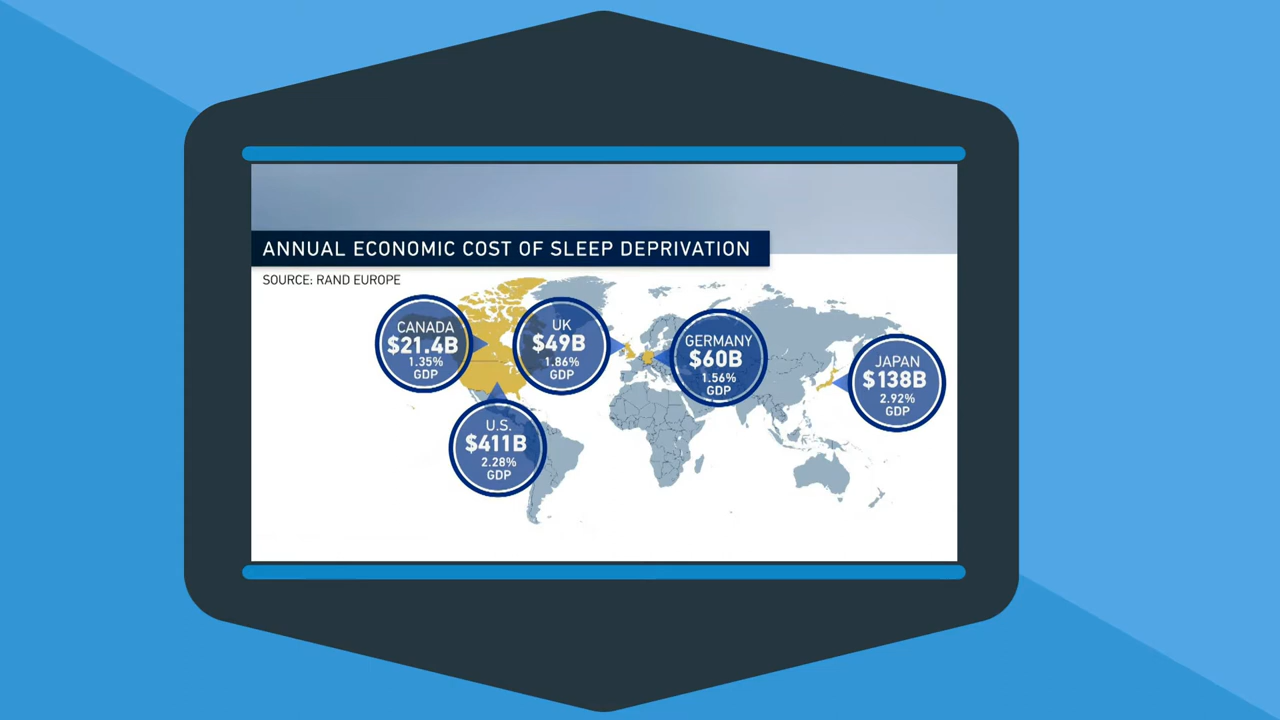 ANNUAL ECONOMIC COST OF SLEEP DEPRIVATION
SOURCE: RAND EUROPE
CANADA
$21.4B
1.35%
GDP
UK
$49B
1.86%
GDP
GERMANY
$60B
1.56%
GDP
JAPAN
$138B
2.92%
GDP
U.S.
$411B
2.28%
GDP